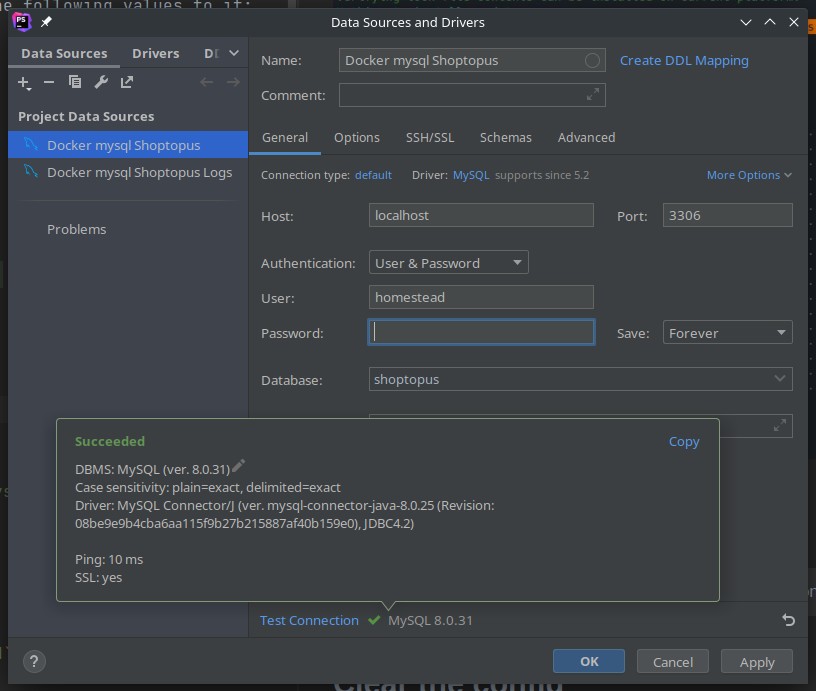 he following values to it:
PS
Data Sources and Drivers
Data Sources
Drivers
Project Data Sources
Docker mysql Shoptopus
Docker mysql Shoptopus Logs
Problems
Name:
Docker mysql Shoptopus
Create DDL Mapping
Comment:
General
Options
SSH/SSL
Schemas
Advanced
Connection type: default
Driver: MySQL supports since 5.2
More Options
Host:
localhost
Port:
3306
Authentication:
User & Password
User:
homestead
Password:
Save:
Forever
Database:
shoptopus
Succeeded
Copy
DBMS: MySQL (ver. 8.0.31)
Case sensitivity: plain=exact, delimited=exact
Driver: MySQL Connector/J (ver. mysql-connector-java-8.0.25 (Revision:
08be9e9b4cba6aa115f9b27b215887af40b159e0), JDBC4.2)
Ping: 10 ms
SSL: yes
Test Connection
MySQL 8.0.31
?
OK
Cancel
Apply